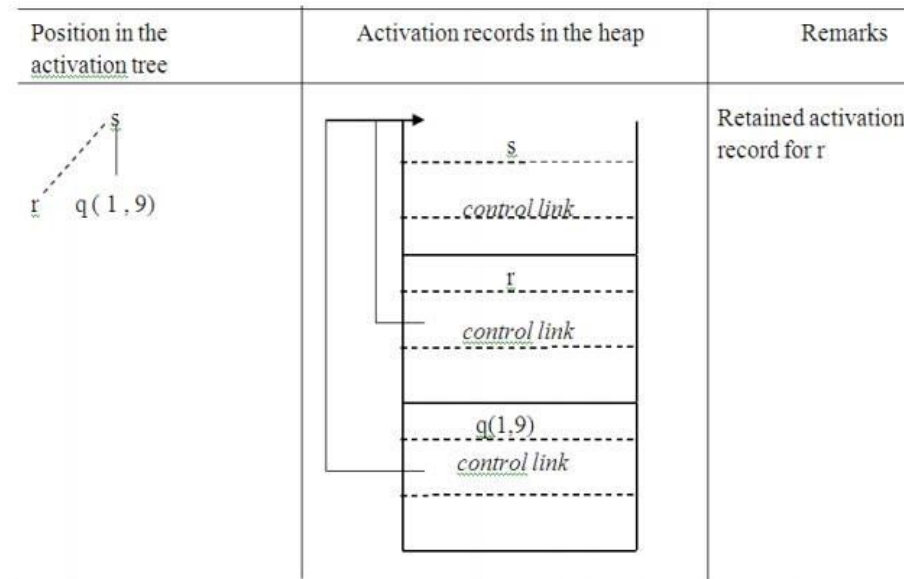 Position in the
activation tree
Activation records in the heap
Remarks
s
r q ( 1 , 9)
s
control link
r
control link
q(1,9)
control link
Retained activation
record for r